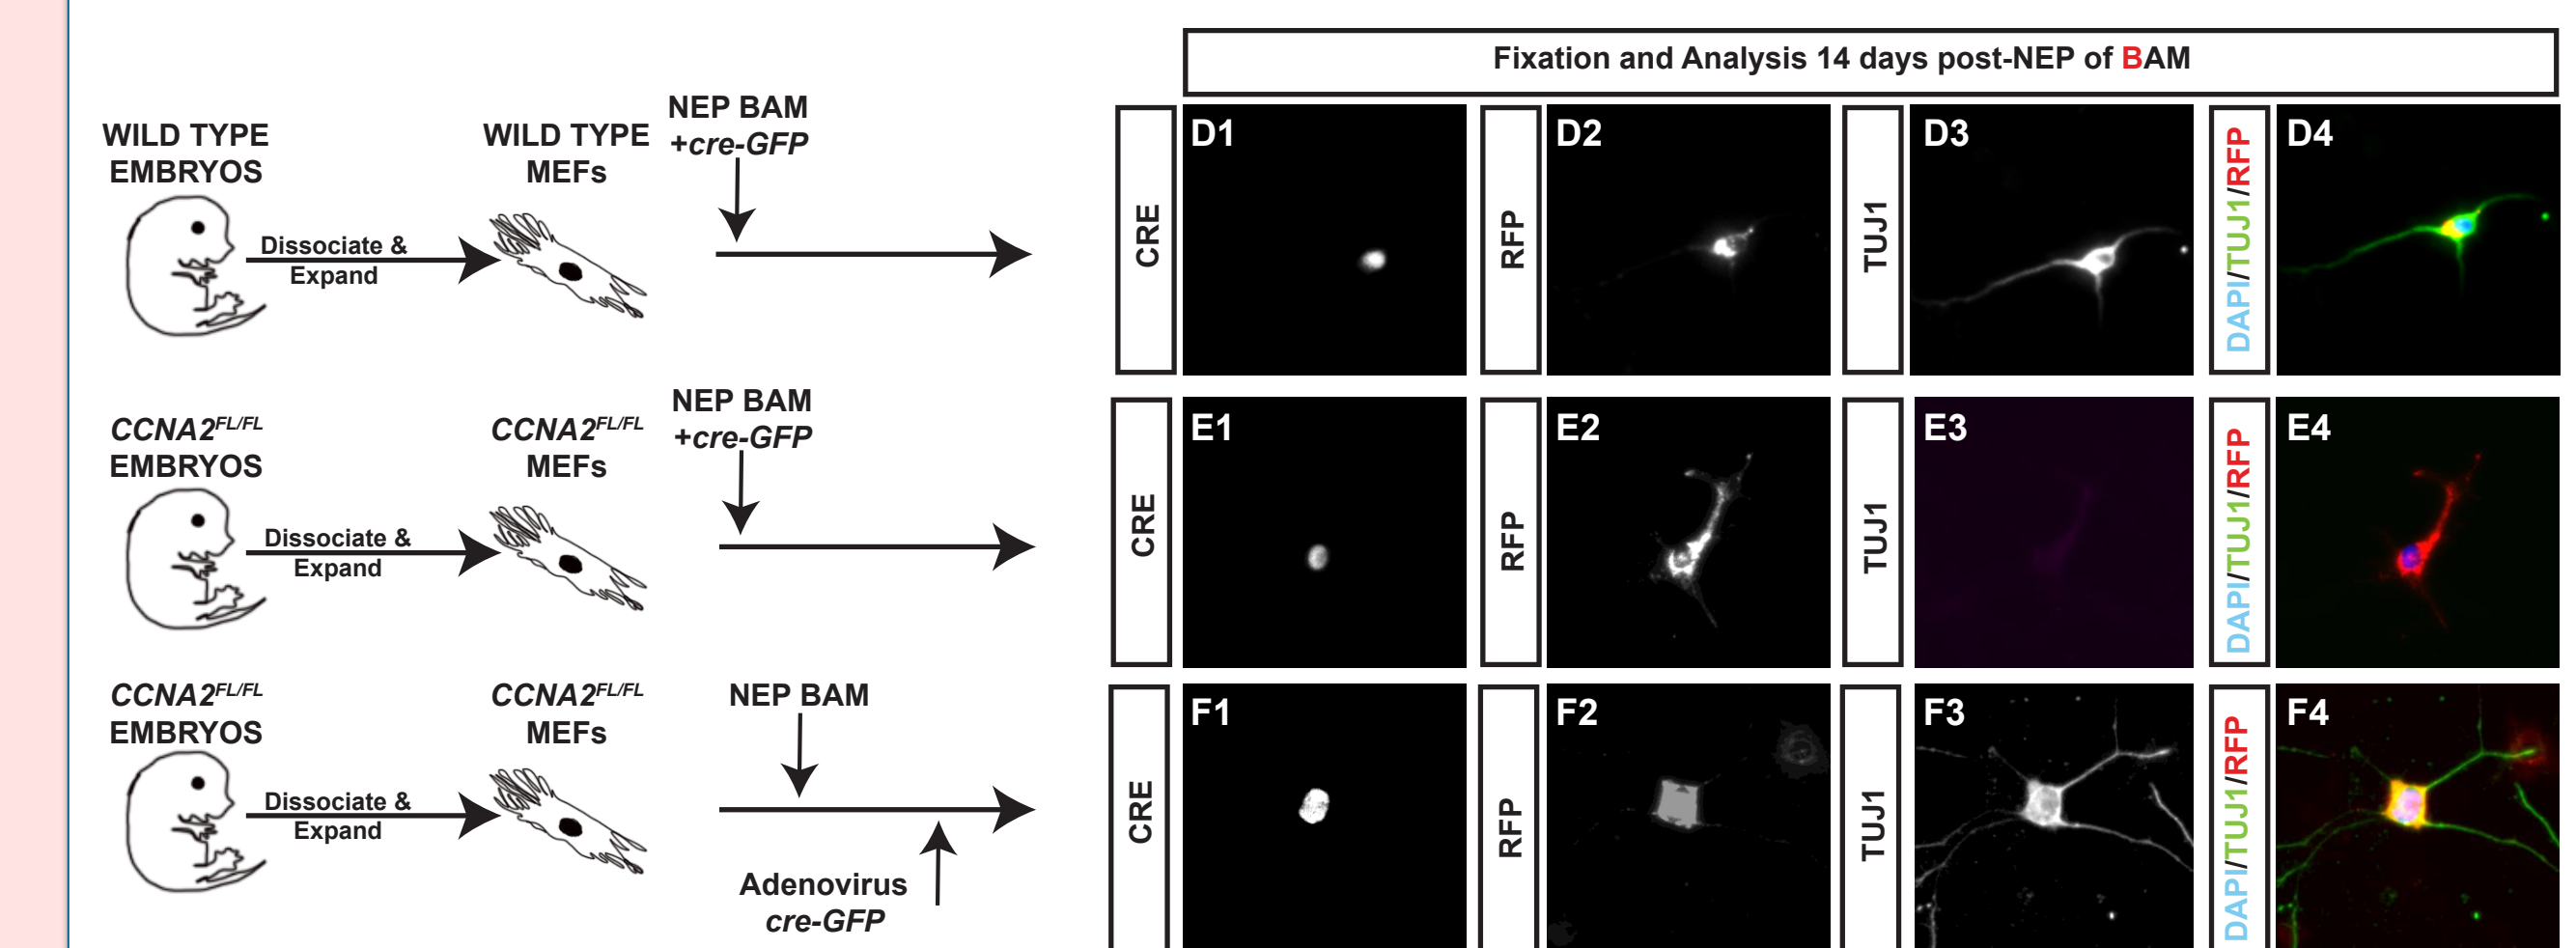 Fixation and Analysis 14 days post-NEP of BAM
WILD TYPE
EMBRYOS
Dissociate &
Expand
WILD TYPE
MEFs
NEP BAM
+cre-GFP
CRE
D1
RFP
D2
TUJ1
D3
DAPI/TUJ1/RFP
D4
CCNA2FL/FL
EMBRYOS
Dissociate &
Expand
CCNA2FL/FL
MEFs
NEP BAM
+cre-GFP
CRE
E1
RFP
E2
TUJ1
E3
DAPI/TUJ1/RFP
E4
CCNA2FL/FL
EMBRYOS
Dissociate &
Expand
CCNA2FL/FL
MEFs
NEP BAM
Adenovirus
cre-GFP
CRE
F1
RFP
F2
TUJ1
F3
DAPI/TUJ1/RFP
F4